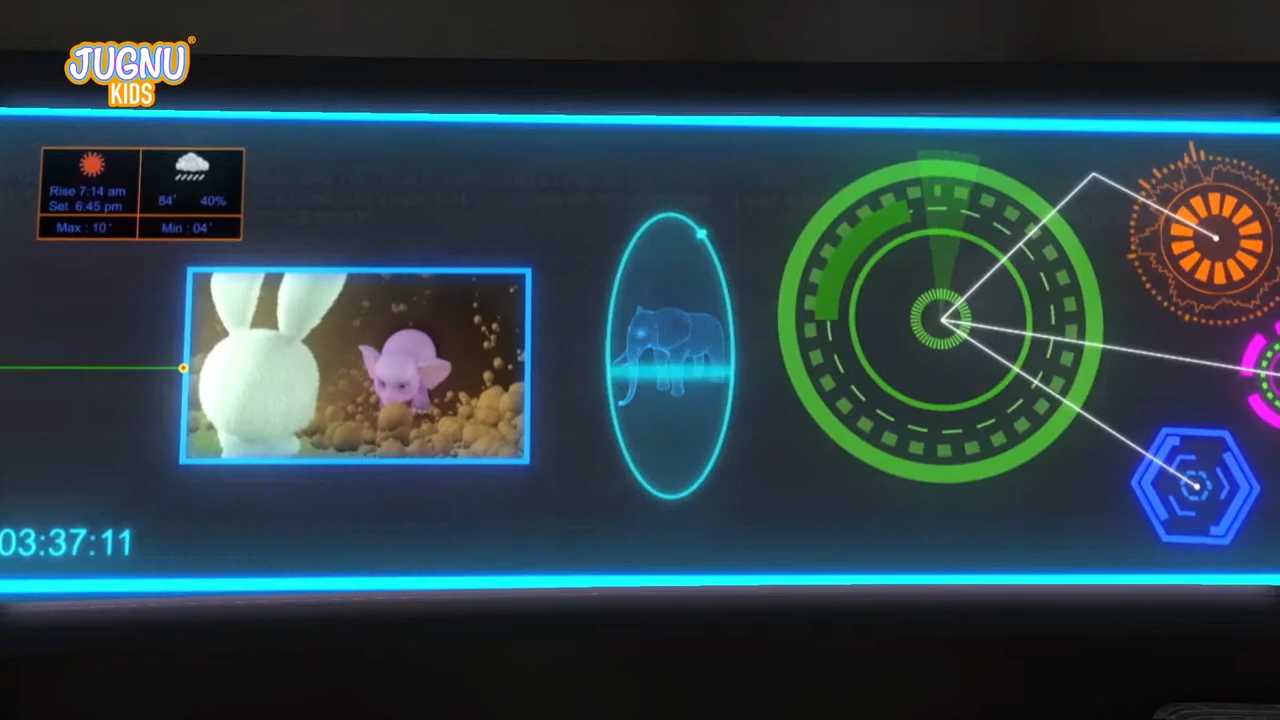 JUGNU®
KIDS
Rise 7:14 am
Set 6:45 pm
84° 40%
Max : 10°
Min : 04°
03:37:11